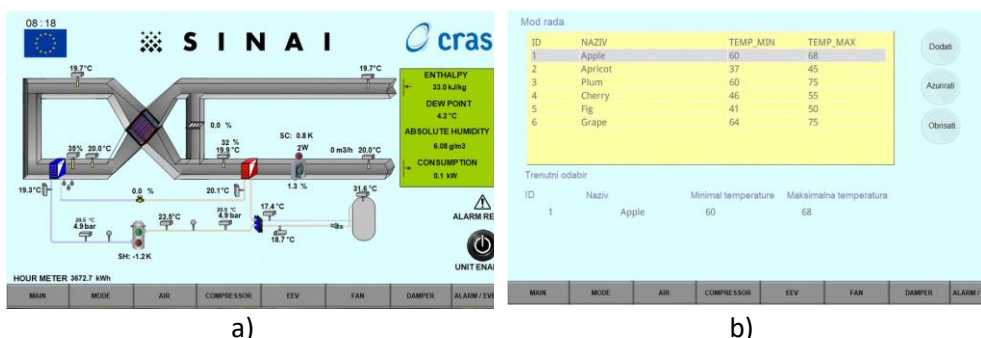 08 : 18
SINAI
cras
19.7°C
19.7°C
ENTHALPY
33.0 kJ/kg
DEW POINT
4.2 °C
ABSOLUTE HUMIDITY
6.08 g/m3
CONSUMPTION
0.1 kW
0.0 %
SC: 0.8 K
2W
35% 20.0°C
32 %
19.9 °C
0 m3/h 20.0°C
1.3 %
19.3°C
0.0 %
20.1°C
31.6 °C
20.5 °C
4.9 bar
23.5°C
20.9 °C
4.9 bar
17.4 °C
18.7 °C
SH: -1.2 K
ALARM RE
UNIT ENA
HOUR METER 3672.7 kWh
MAIN MODE AIR COMPRESSOR EEV FAN DAMPER ALARM / EVE
a)
Mod rada
ID NAZIV TEMP_MIN TEMP_MAX
1 Apple 60 68
2 Apricot 37 45
3 Plum 60 75
4 Cherry 46 55
5 Fig 41 50
6 Grape 64 75
Dodati
Azurirati
Obrisati
Trenutni odabir
ID Naziv Minimal temperature Maksimalna temperatura
1 Apple 60 68
MAIN MODE AIR COMPRESSOR EEV FAN DAMPER ALARM /
b)